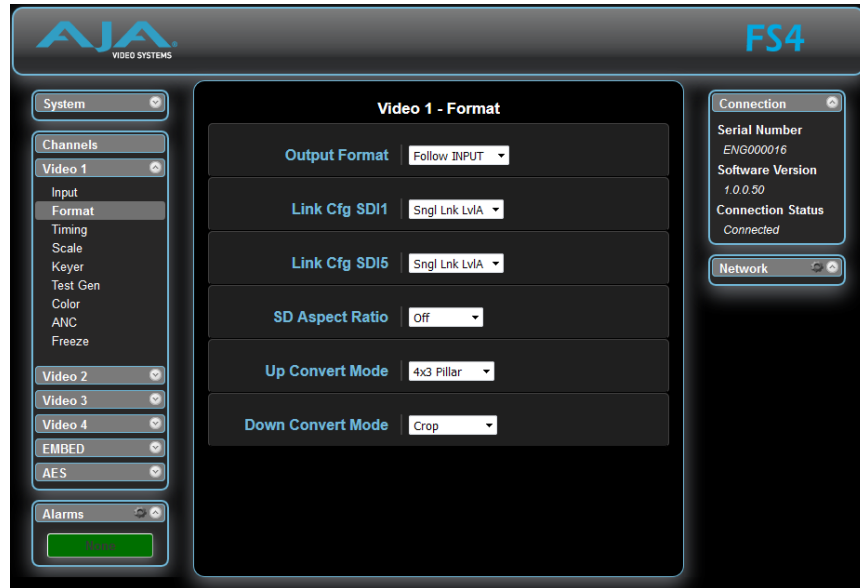 AJA
VIDEO SYSTEMS
FS4
System
Channels
Video 1
Input
Format
Timing
Scale
Keyer
Test Gen
Color
ANC
Freeze
Video 2
Video 3
Video 4
EMBED
AES
Alarms
None
Video 1 - Format
Output Format Follow INPUT
Link Cfg SDI1 Sngl Lnk LvlA
Link Cfg SDI5 Sngl Lnk LvlA
SD Aspect Ratio Off
Up Convert Mode 4x3 Pillar
Down Convert Mode Crop
Connection
Serial Number
ENG000016
Software Version
1.0.0.50
Connection Status
Connected
Network